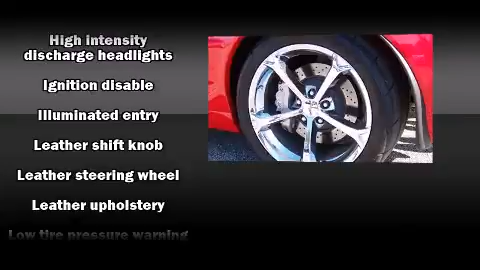 High intensity
discharge headlights
Ignition disable
Illuminated entry
Leather shift knob
Leather steering wheel
Leather upholstery
Low tire pressure warning